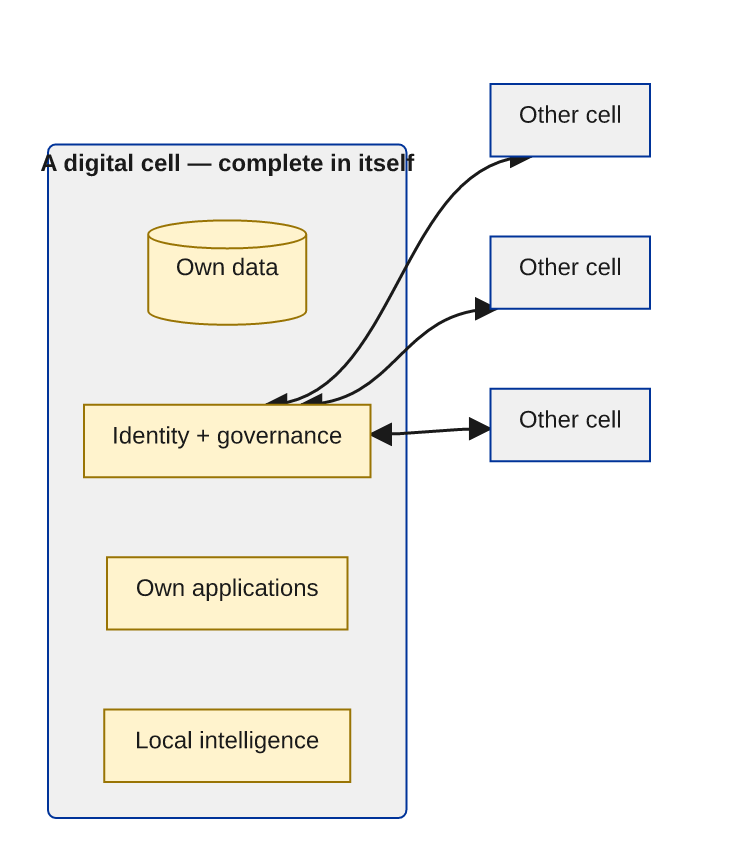 A digital cell — complete in itself
Own data
Identity + governance
Own applications
Local intelligence
Other cell
Other cell
Other cell